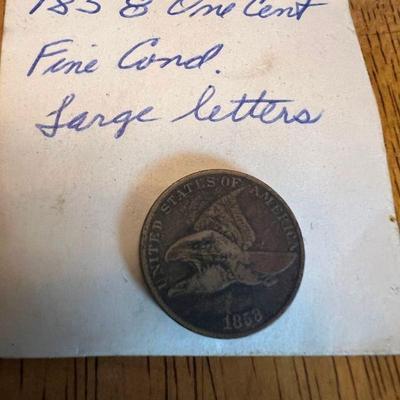 1858 One Cent
Fine Cond.
Large letters
UNITED STATES OF AMERICA
1858